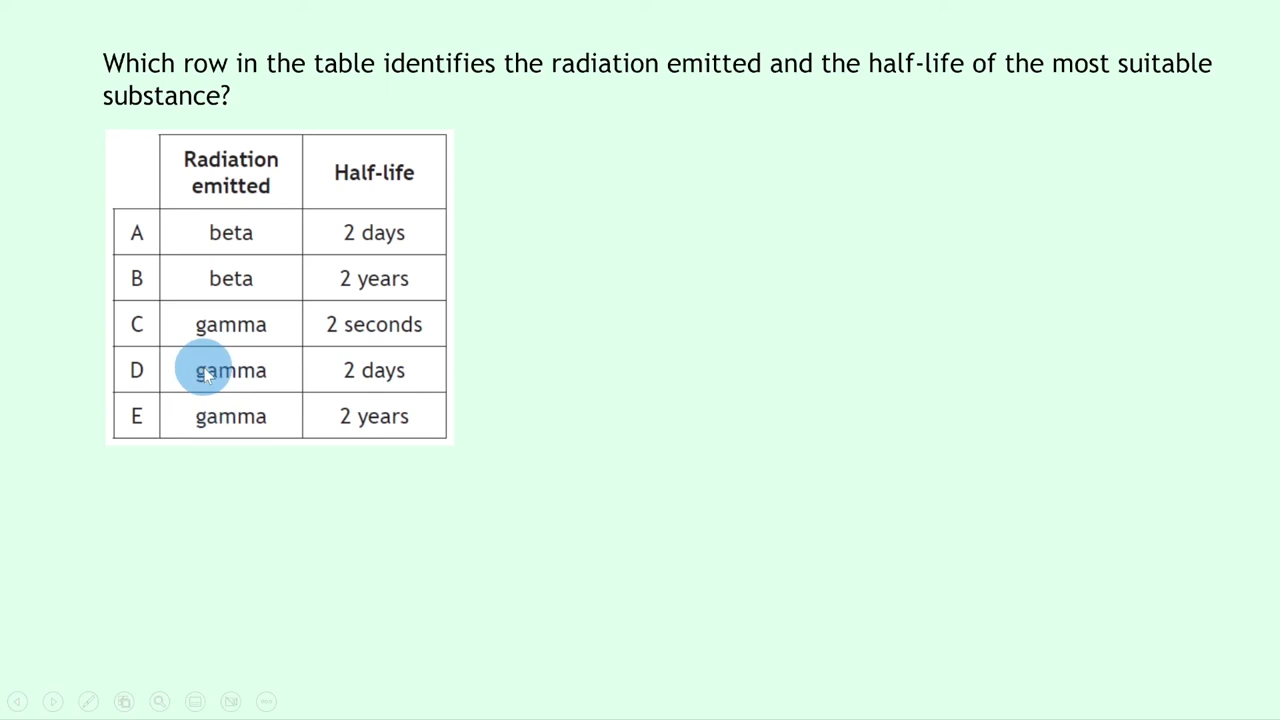 Which row in the table identifies the radiation emitted and the half-life of the most suitable
substance?
Radiation
emitted
Half-life
A beta 2 days
B beta 2 years
C gamma 2 seconds
D gamma 2 days
E gamma 2 years